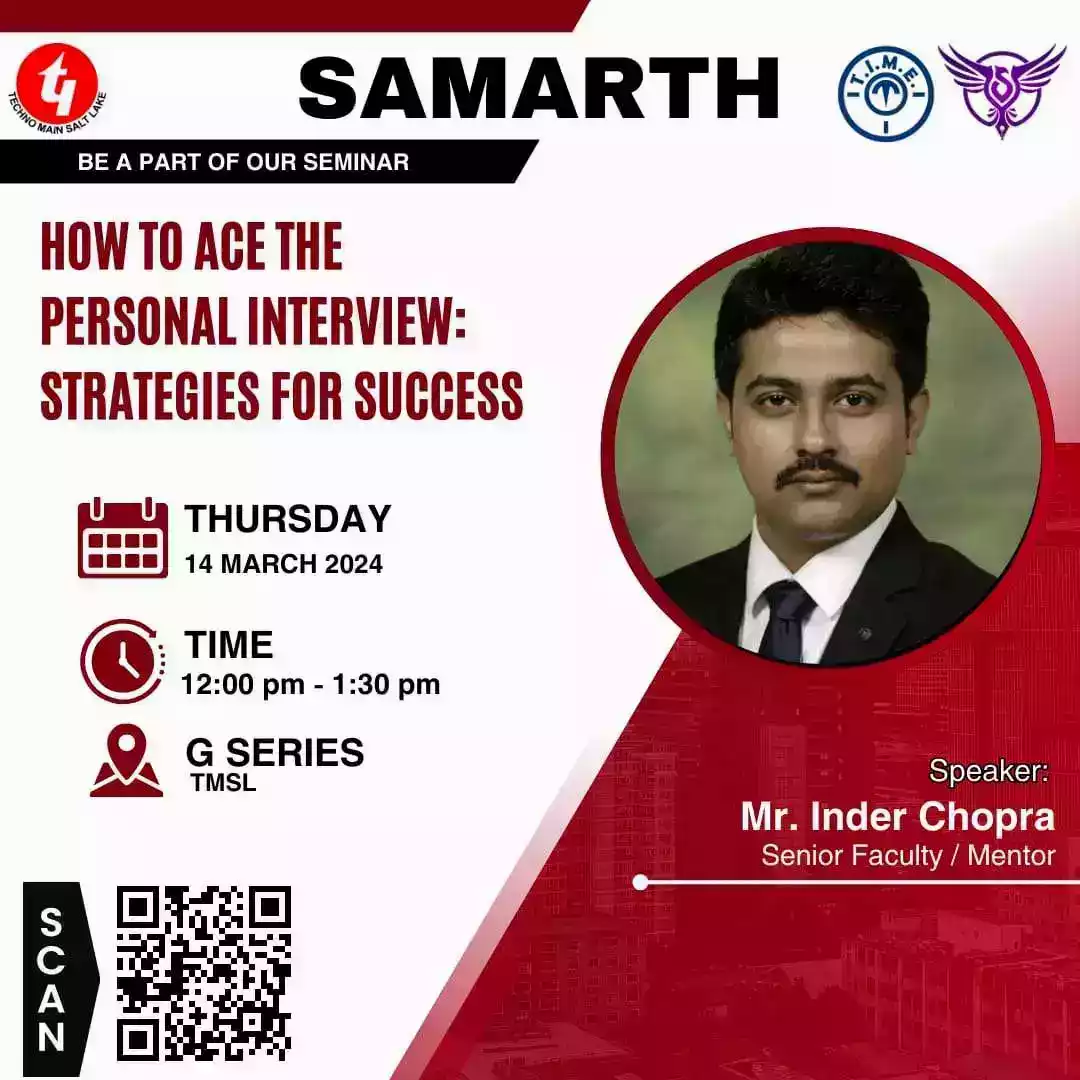 TECHNO MAIN SALT LAKE
SAMARTH
T.I.M.E.
BE A PART OF OUR SEMINAR
HOW TO ACE THE
PERSONAL INTERVIEW:
STRATEGIES FOR SUCCESS
THURSDAY
14 MARCH 2024
TIME
12:00 pm - 1:30 pm
G SERIES
TMSL
Speaker:
Mr. Inder Chopra
Senior Faculty / Mentor
SCAN